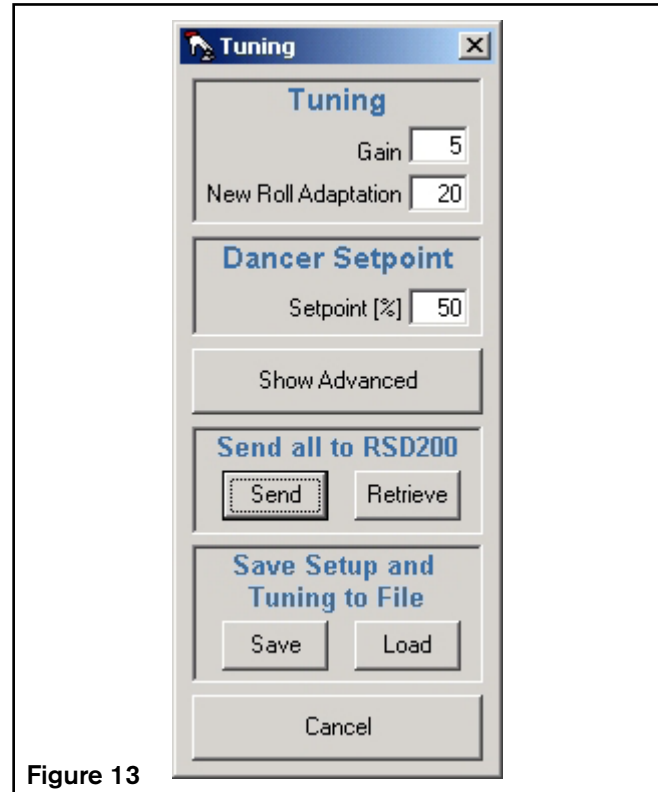 Tuning
Tuning
Gain 5
New Roll Adaptation 20
Dancer Setpoint
Setpoint [%] 50
Show Advanced
Send all to RSD200
Send Retrieve
Save Setup and
Tuning to File
Save Load
Cancel
Figure 13